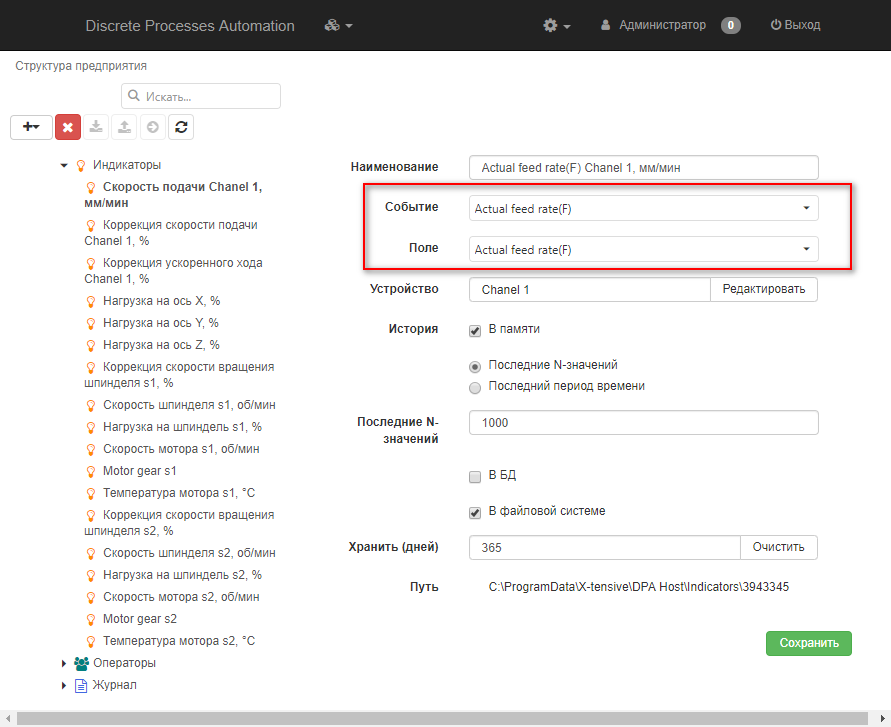 Discrete Processes Automation
Администратор
0
Выход
Структура предприятия
Искать...
Индикаторы
Скорость подачи Chanel 1,
мм/мин
Коррекция скорости подачи
Chanel 1, %
Коррекция ускоренного хода
Chanel 1, %
Нагрузка на ось X, %
Нагрузка на ось Y, %
Нагрузка на ось Z, %
Коррекция скорости вращения
шпинделя s1, %
Скорость шпинделя s1, об/мин
Нагрузка на шпиндель s1, %
Скорость мотора s1, об/мин
Motor gear s1
Температура мотора s1, °C
Коррекция скорости вращения
шпинделя s2, %
Скорость шпинделя s2, об/мин
Нагрузка на шпиндель s2, %
Скорость мотора s2, об/мин
Motor gear s2
Температура мотора s2, °C
Операторы
Журнал
Наименование
Actual feed rate(F) Chanel 1, мм/мин
Событие
Actual feed rate(F)
Поле
Actual feed rate(F)
Устройство
Chanel 1
Редактировать
История
В памяти
Последние N-значений
Последний период времени
Последние N-
значений
1000
В БД
В файловой системе
Хранить (дней)
365
Очистить
Путь
C:\ProgramData\X-tensive\DPA Host\Indicators\3943345
Сохранить